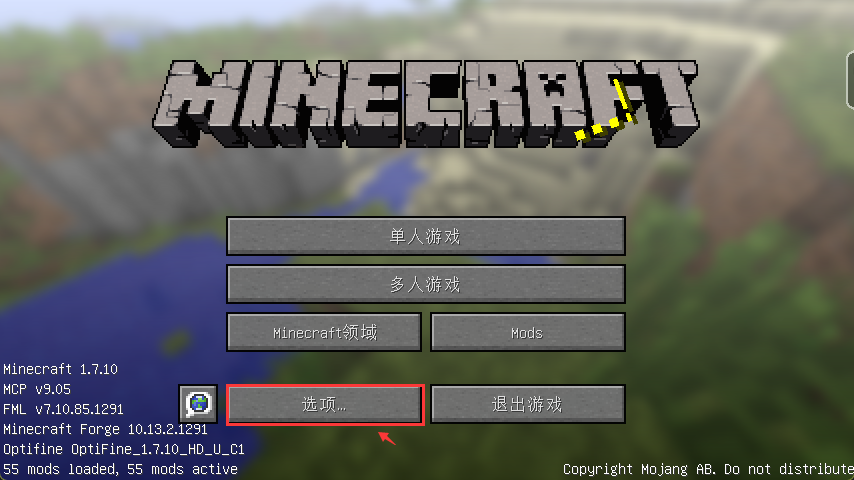 MINECRAFT
单人游戏
多人游戏
Minecraft领域
Mods
Minecraft 1.7.10
MCP v9.05
FML v7.10.85.1291
Minecraft Forge 10.13.2.1291
Optifine OptiFine_1.7.10_HD_U_C1
55 mods loaded, 55 mods active
选项…
退出游戏
Copyright Mojang AB. Do not distribute